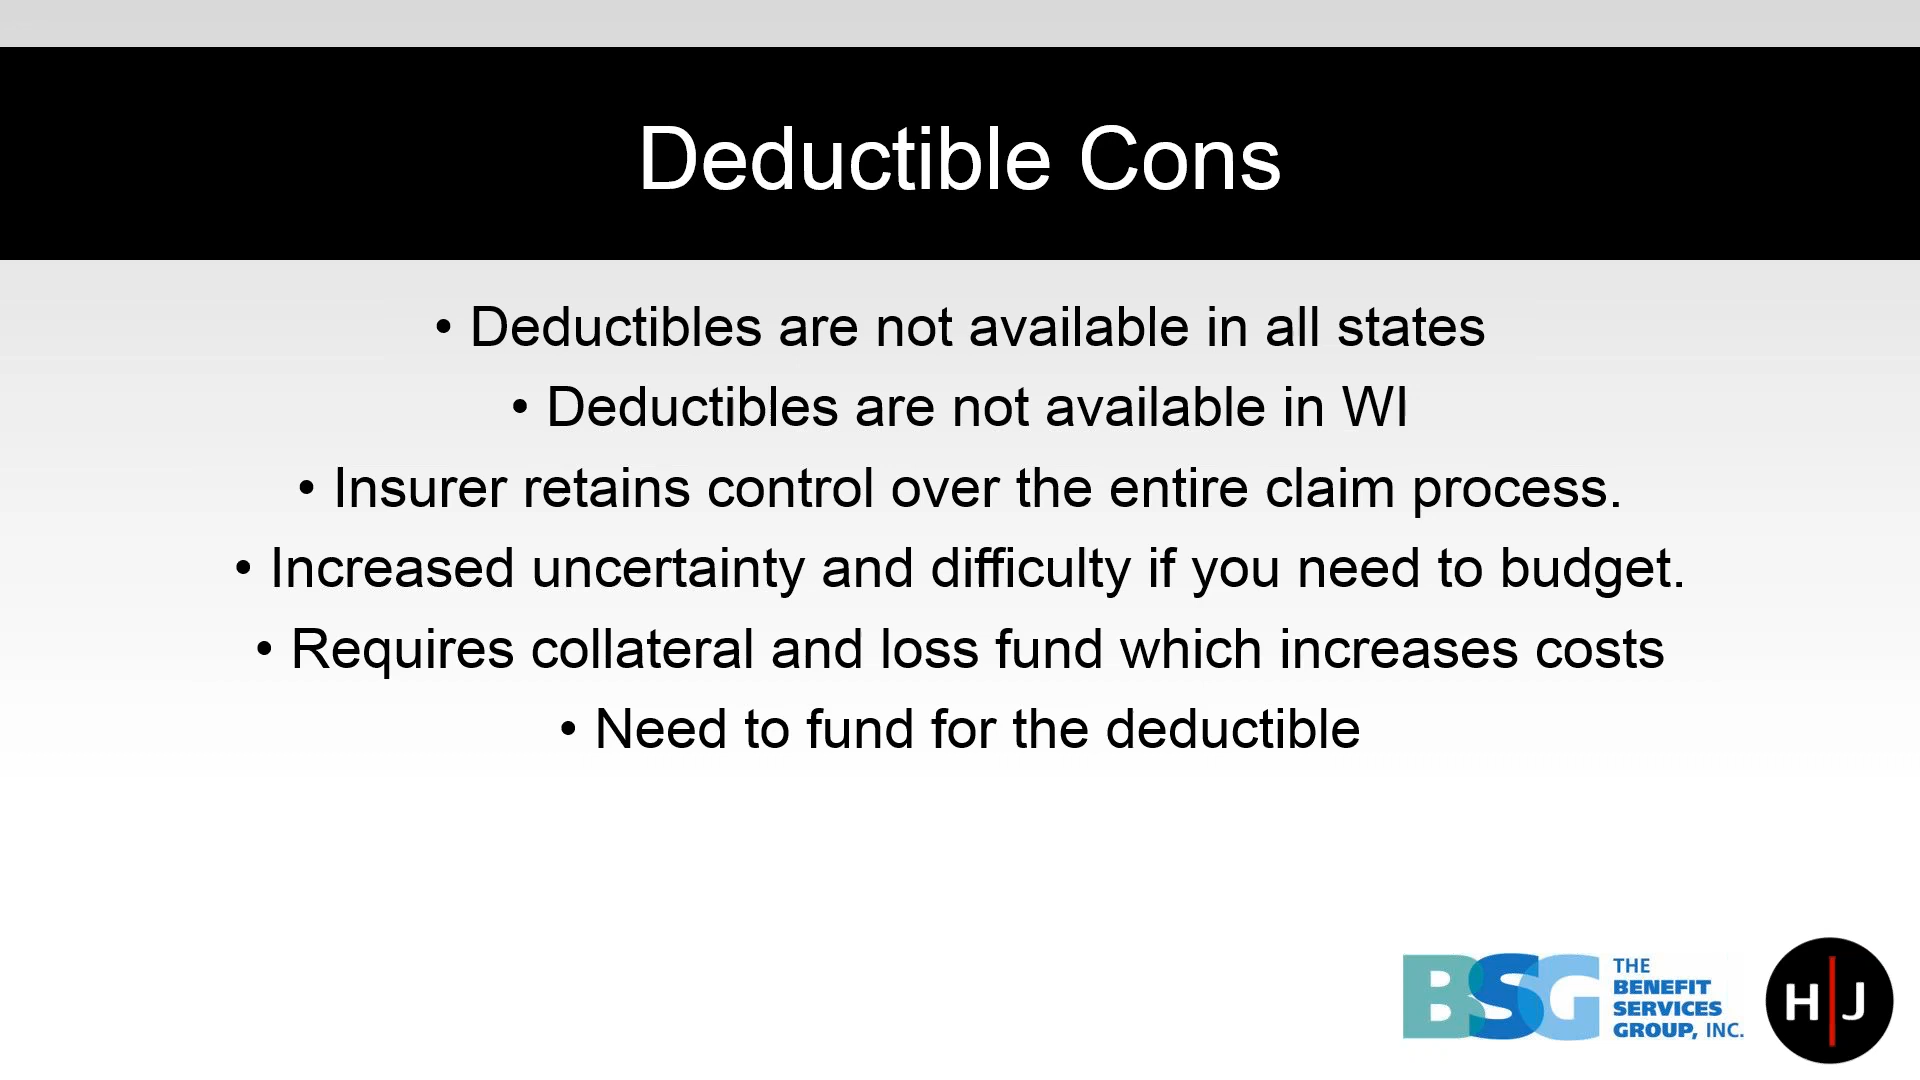 Deductible Cons
• Deductibles are not available in all states
• Deductibles are not available in WI
• Insurer retains control over the entire claim process.
• Increased uncertainty and difficulty if you need to budget.
• Requires collateral and loss fund which increases costs
• Need to fund for the deductible
BSG
THE
BENEFIT
SERVICES
GROUP, INC.
H|J